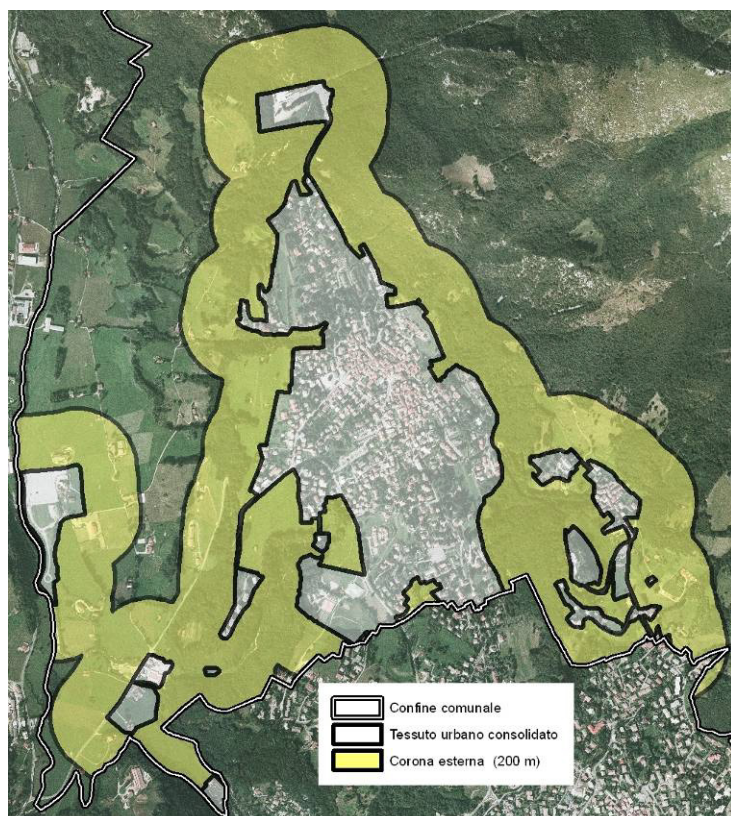 Confine comunale
Tessuto urbano consolidato
Corona esterna (200 m)